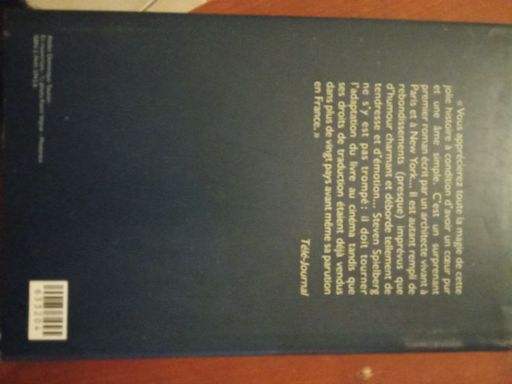 « Vous apprécierez toute la magie de cette
jolie histoire à condition d'avoir un cœur pur
et une âme simple. C'est un surprenant
premier roman écrit par un architecte vivant à
Paris et à New York... Il est autant rempli de
rebondissements (presque) imprévus que
d'humour charmant et déborde tellement de
tendresse et d'émotion... Steven Spielberg
ne s'y est pas trompé : il doit tourner
l'adaptation du livre au cinéma tandis que
ses droits de traduction étaient déjà vendus
dans plus de vingt pays avant même sa parution
en France. »
Télé-Journal
635204